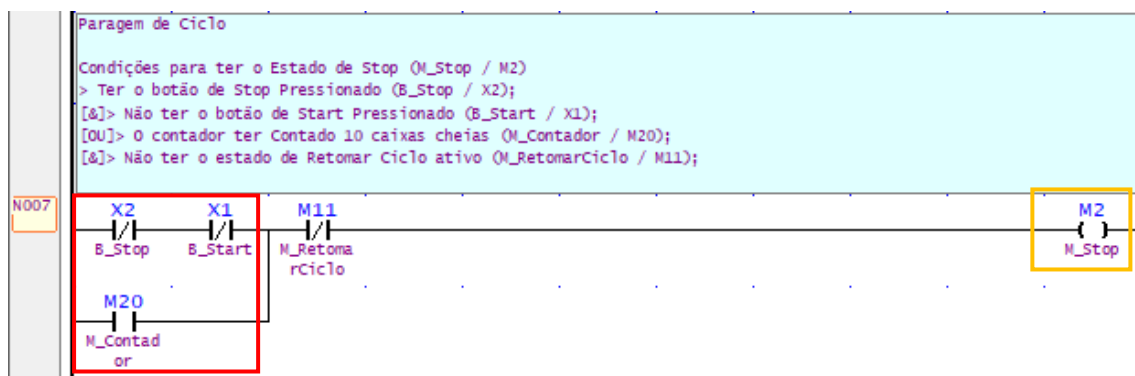 Paragem de Ciclo
Condições para ter o Estado de Stop (M_Stop / M2)
> Ter o botão de Stop Pressionado (B_Stop / X2);
[&]> Não ter o botão de Start Pressionado (B_Start / X1);
[OU]> O contador ter Contado 10 caixas cheias (M_Contador / M20);
[&]> Não ter o estado de Retomar Ciclo ativo (M_RetomarCiclo / M11);
N007
X2 X1 M11 M2
B_Stop B_Start M_Retoma M_Stop
rCiclo
M20
M_Contad
or